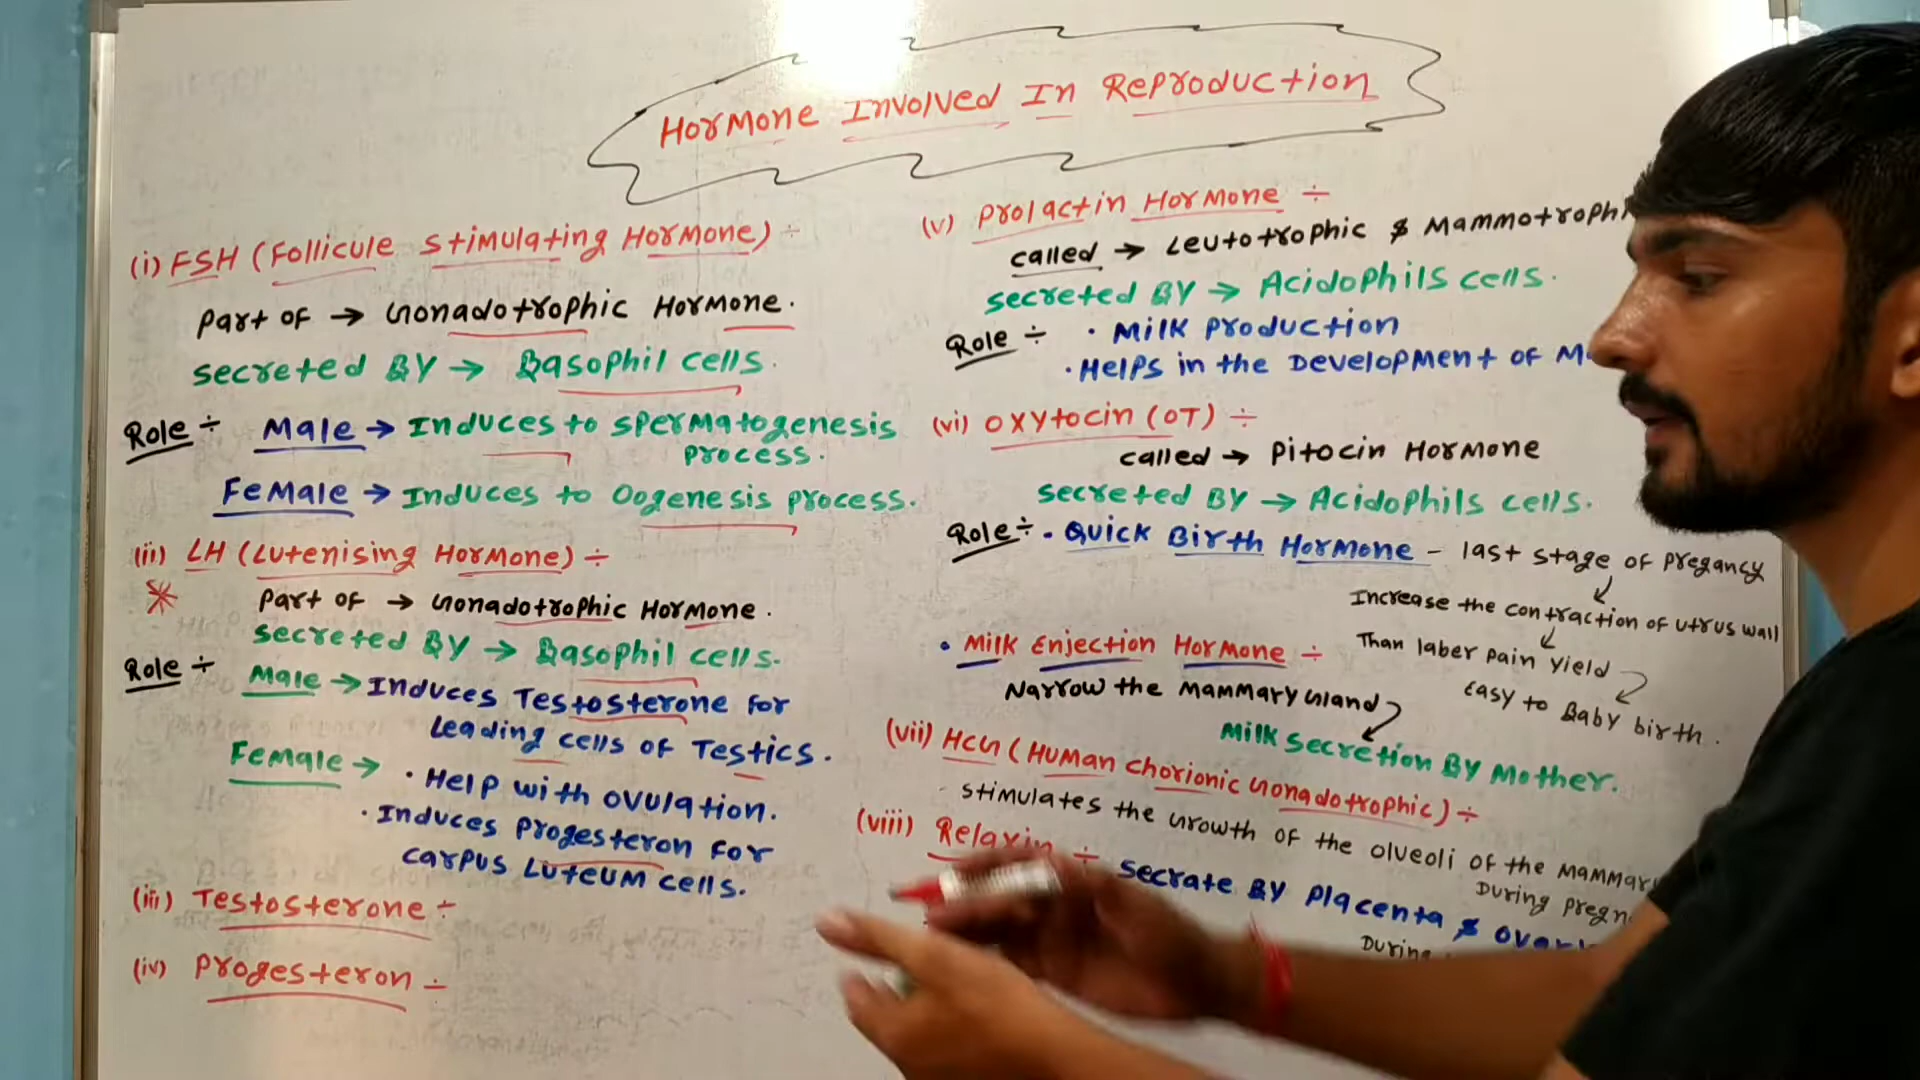 Hormone Involved In Reproduction
(i) FSH (Follicule Stimulating Hormone) ÷
Part of → Gonadotrophic Hormone.
Secreted By → Basophil cells.
Role ÷ Male → Induces to spermatogenesis
process.
Female → Induces to Oogenesis process.
(ii) LH (Lutenising Hormone) ÷
Part of → Gonadotrophic Hormone.
Secreted By → Basophil cells.
Role ÷ Male → Induces Testosterone for
Leading cells of Testics.
Female → • Help with ovulation.
• Induces Progesteron for
Carpus Luteum cells.
(iii) Testosterone ÷
(iv) Progesteron ÷
(v) Prolactin Hormone ÷
called → Leutotrophic &
Secreted By → Acidophils cells.
Role ÷ • Milk production
• Helps in the Development of
(vi) Oxytocin (OT) ÷
called → Pitocin Hormone
Secreted By → Acidophils cells.
Role ÷ • Quick Birth Hormone - last stage of pregancy
Increase the contraction of utrus wall
Than laber pain yield
Easy to Baby birth.
• Milk Enjection Hormone ÷
Narrow the mammary Gland
Milk Secretion By Mother.
(vii) HCG (Human Chorionic Gonadotrophic) ÷
- Stimulates the Growth of the olveoli of the
During
(viii) Relaxin ÷ Secrate By Placenta &
During